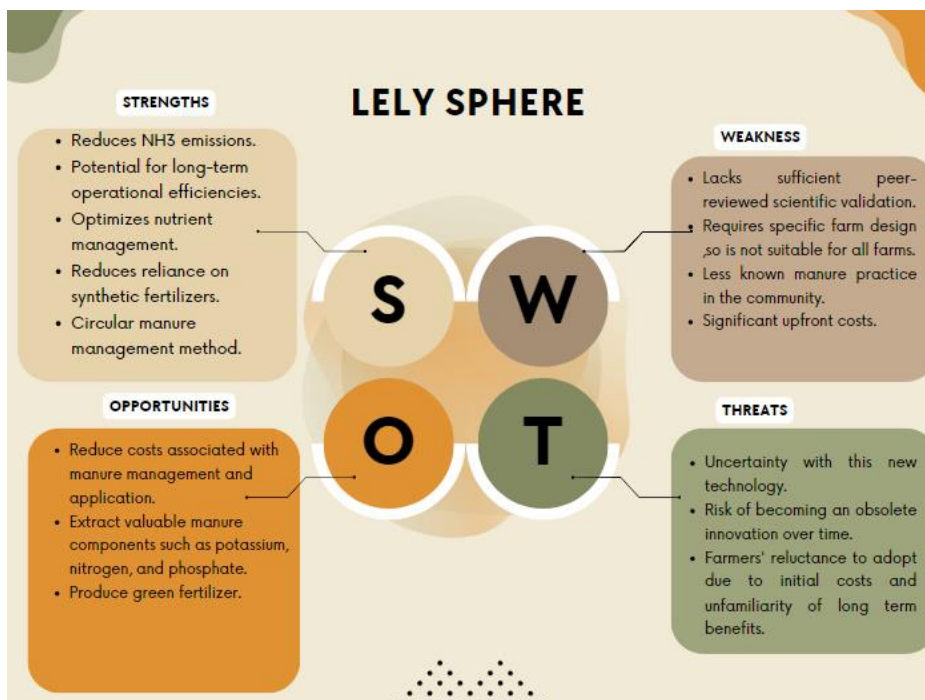 LELY SPHERE
STRENGTHS
• Reduces NH3 emissions.
• Potential for long-term
operational efficiencies.
• Optimizes nutrient
management.
• Reduces reliance on
synthetic fertilizers.
• Circular manure
management method.
WEAKNESS
• Lacks sufficient peer-
reviewed scientific validation.
• Requires specific farm design
,so is not suitable for all farms.
• Less known manure practice
in the community.
• Significant upfront costs.
S
W
O
T
OPPORTUNITIES
• Reduce costs associated with
manure management and
application.
• Extract valuable manure
components such as potassium,
nitrogen, and phosphate.
• Produce green fertilizer.
THREATS
• Uncertainty with this new
technology.
• Risk of becoming an obsolete
innovation over time.
• Farmers' reluctance to adopt
due to initial costs and
unfamiliarity of long term
benefits.